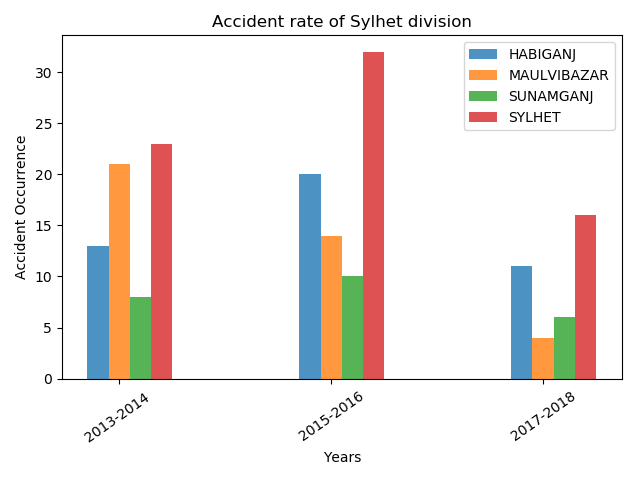 Accident rate of Sylhet division
HABIGANJ
MAULVIBAZAR
SUNAMGANJ
SYLHET
Accident Occurrence
30
25
20
15
10
5
0
2013-2014
2015-2016
2017-2018
Years